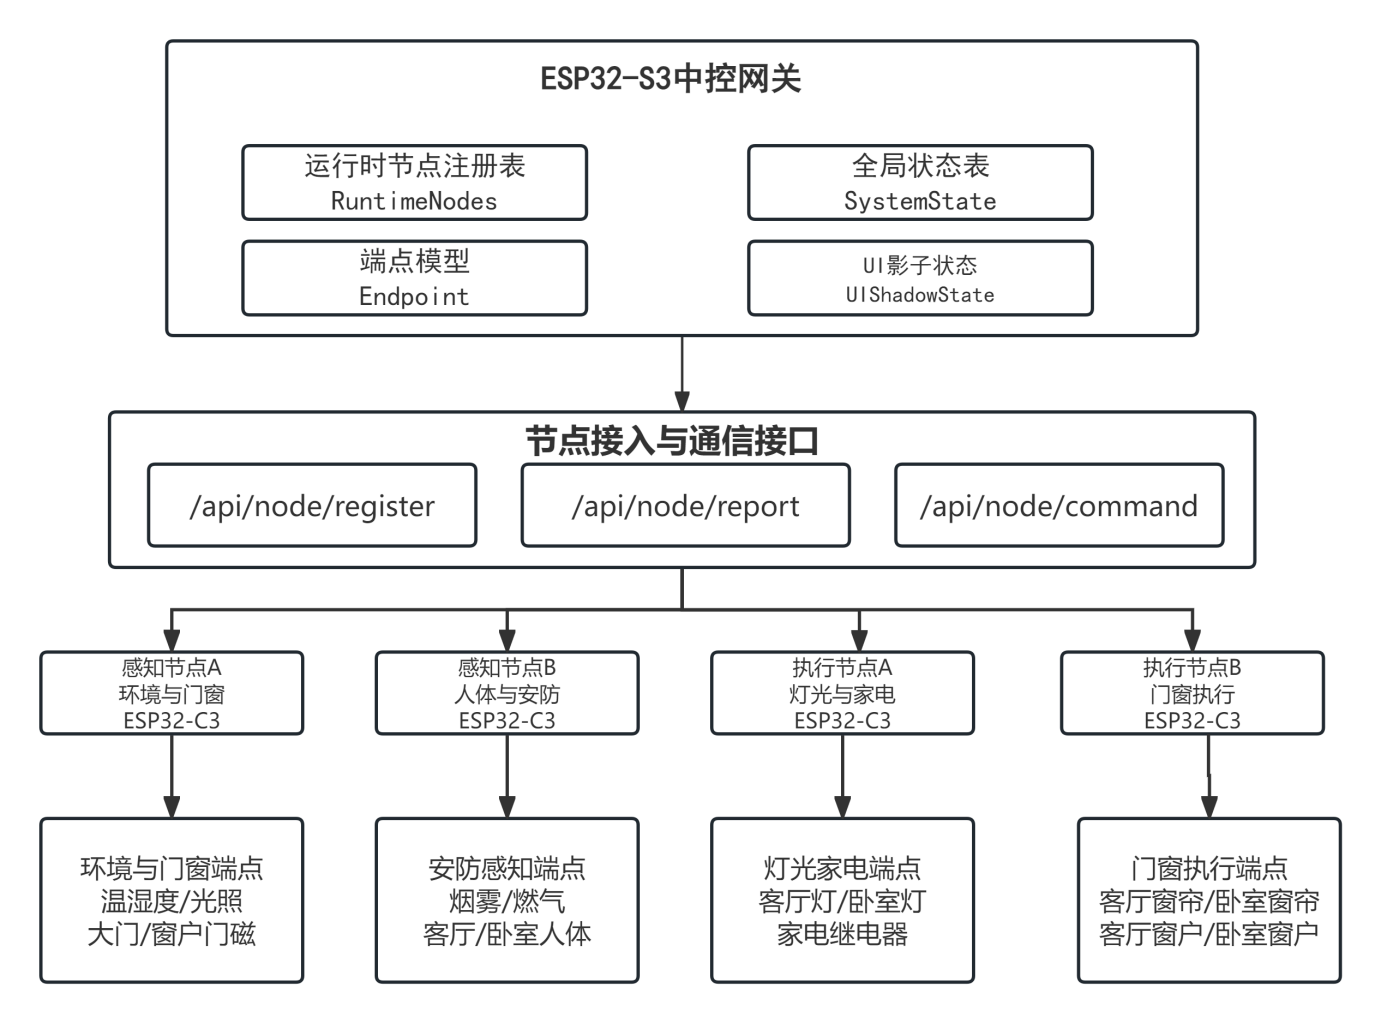 ESP32-S3中控网关
运行时节点注册表
RuntimeNodes
全局状态表
SystemState
端点模型
Endpoint
UI影子状态
UIShadowState
节点接入与通信接口
/api/node/register
/api/node/report
/api/node/command
感知节点A
环境与门窗
ESP32-C3
感知节点B
人体与安防
ESP32-C3
执行节点A
灯光与家电
ESP32-C3
执行节点B
门窗执行
ESP32-C3
环境与门窗端点
温湿度/光照
大门/窗户门磁
安防感知端点
烟雾/燃气
客厅/卧室人体
灯光家电端点
客厅灯/卧室灯
家电继电器
门窗执行端点
客厅窗帘/卧室窗帘
客厅窗户/卧室窗户